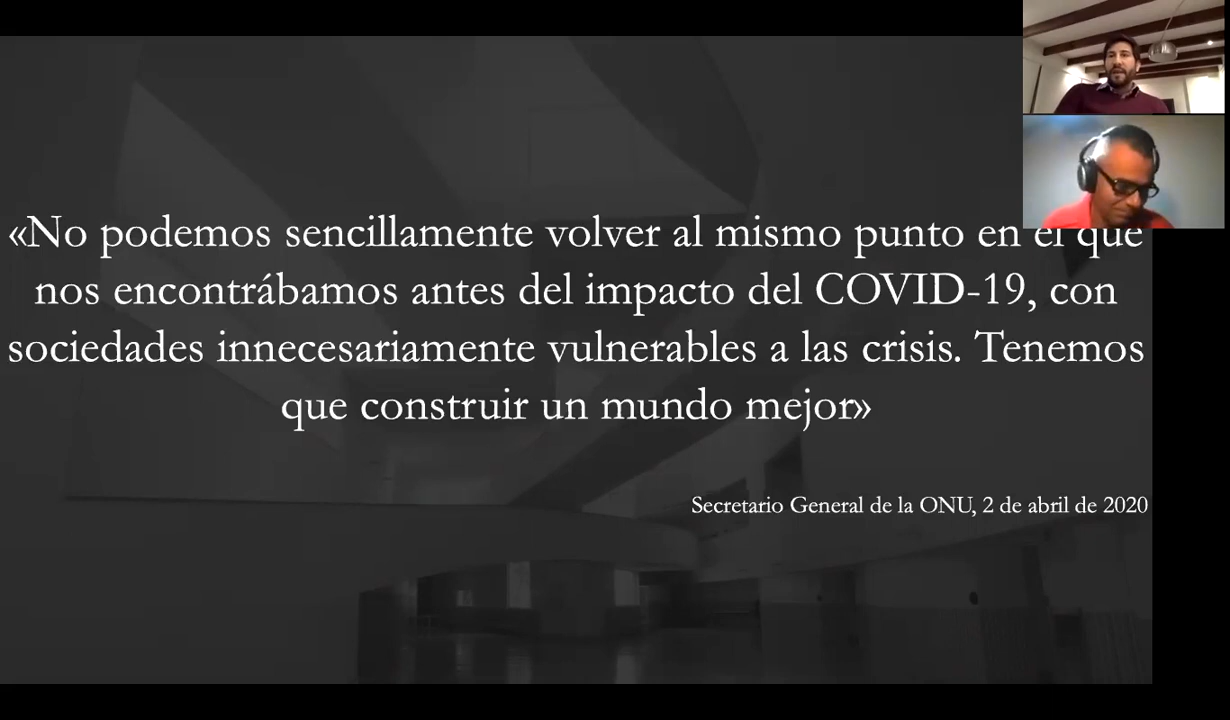 «No podemos sencillamente volver al mismo punto en el que
nos encontrábamos antes del impacto del COVID-19, con
sociedades innecesariamente vulnerables a las crisis. Tenemos
que construir un mundo mejor»
Secretario General de la ONU, 2 de abril de 2020